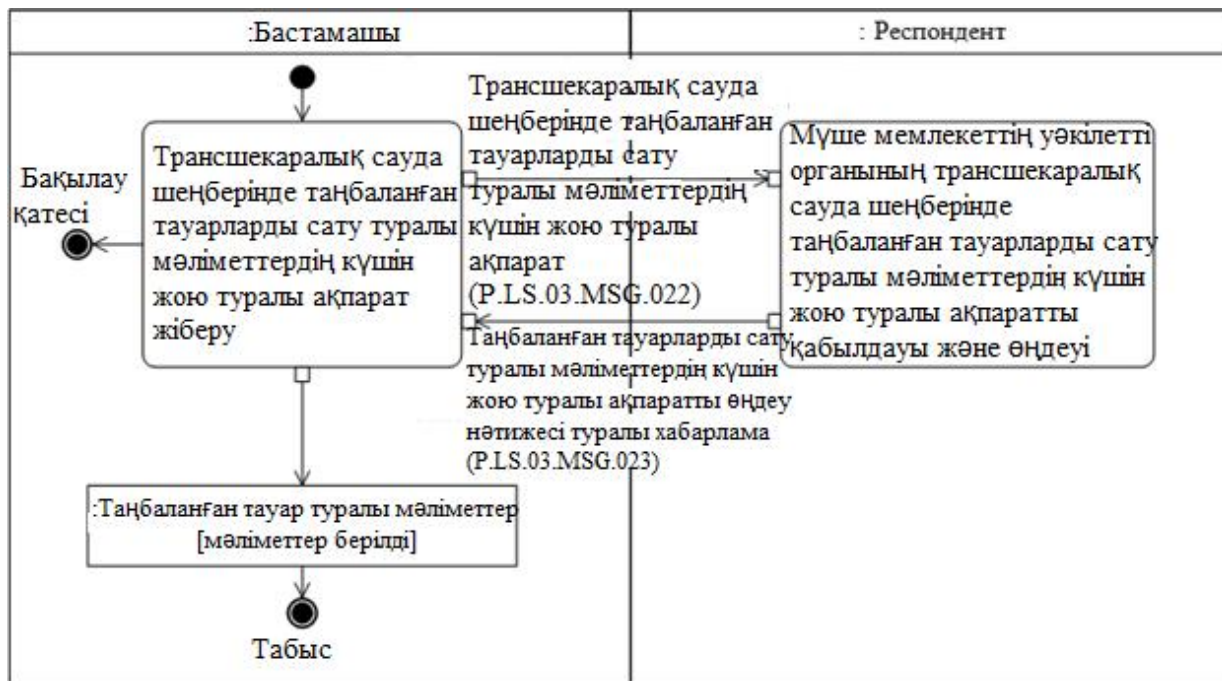 :Бастамашы
: Респондент
Трансшекаралық сауда
шеңберінде таңбаланған
тауарларды сату туралы
мәліметтердің күшін
жою туралы ақпарат
жіберу
Бақылау
қатесі
Трансшекаралық сауда
шеңберінде таңбаланған
тауарларды сату
туралы мәліметтердің
күшін жою туралы
ақпарат
(P.LS.03.MSG.022)
Мүше мемлекеттің уәкілетті
органының трансшекаралық
сауда шеңберінде
таңбаланған тауарларды сату
туралы мәліметтердің күшін
жою туралы ақпаратты
қабылдауы және өңдеуі
Таңбаланған тауарларды сату
туралы мәліметтердің күшін
жою туралы ақпаратты өңдеу
нәтижесі туралы хабарлама
(P.LS.03.MSG.023)
:Таңбаланған тауар туралы мәліметтер
[мәліметтер берілді]
Табыс